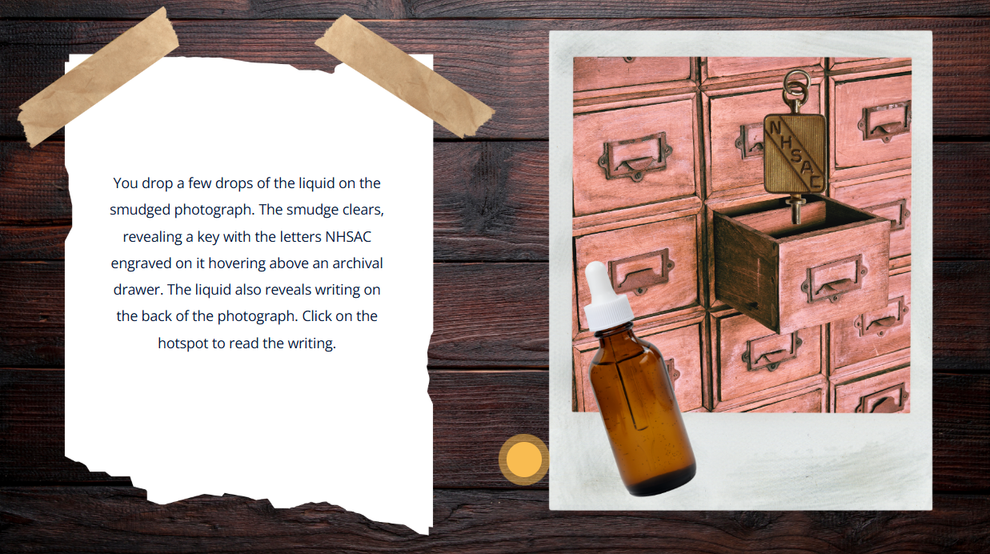 You drop a few drops of the liquid on the
smudged photograph. The smudge clears,
revealing a key with the letters NHSAC
engraved on it hovering above an archival
drawer. The liquid also reveals writing on
the back of the photograph. Click on the
hotspot to read the writing.
NHSAC